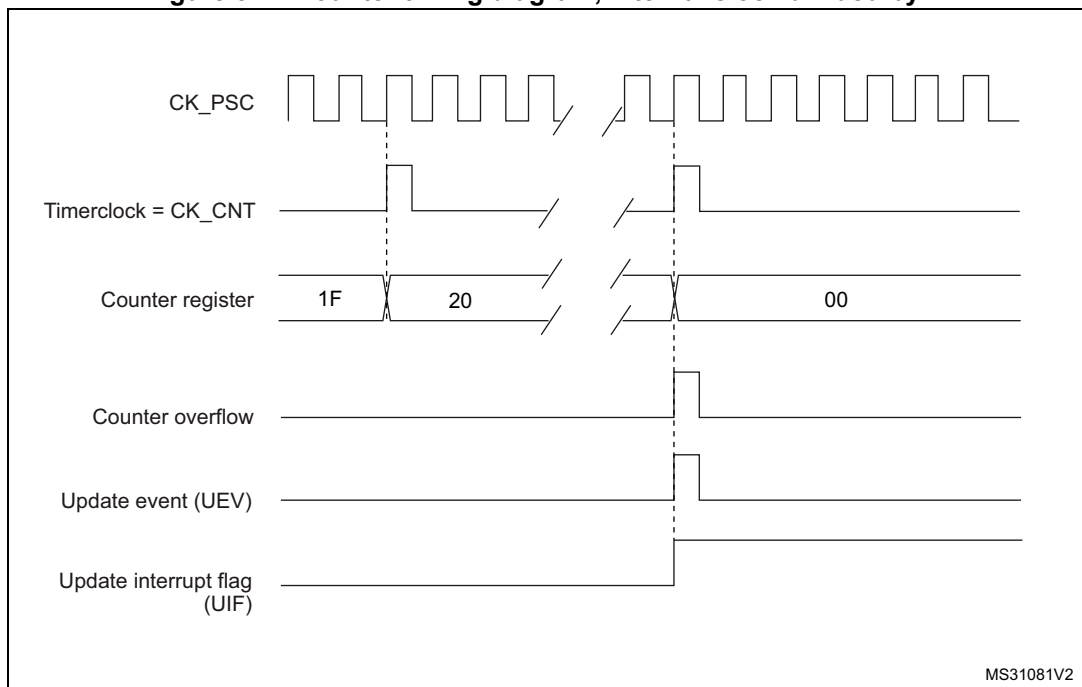 CK_PSC
Timerclock = CK_CNT
Counter register
1F
20
00
Counter overflow
Update event (UEV)
Update interrupt flag
(UIF)
MS31081V2